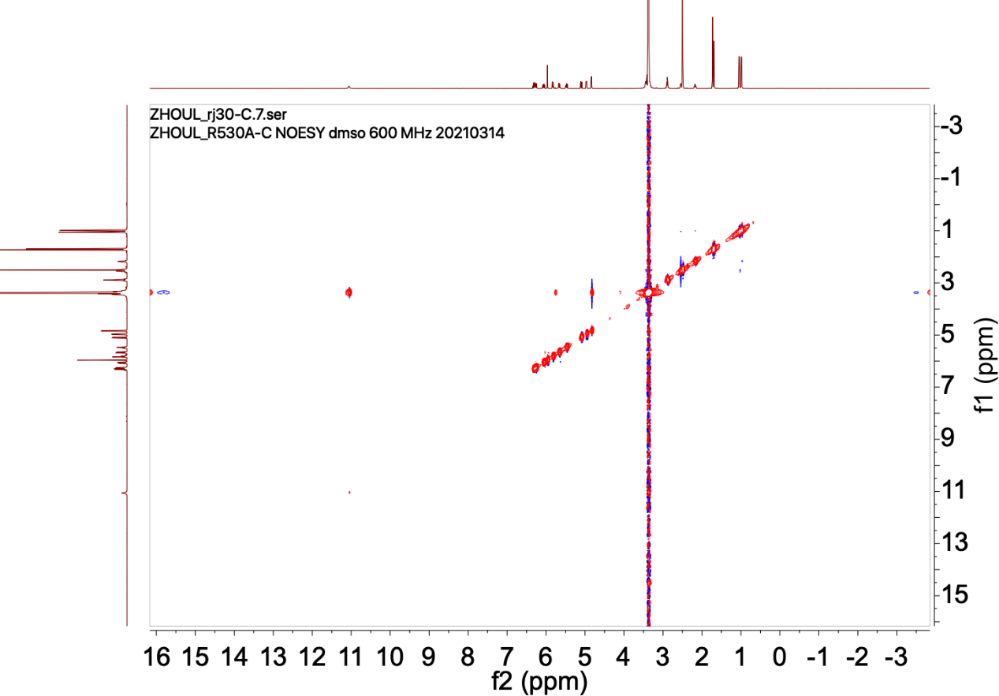 ZHOUL_rj30-C.7.ser
ZHOUL_R530A-C NOESY dmso 600 MHz 20210314
-3
-1
1
3
5
7
9
11
13
15
f1 (ppm)
16 15 14 13 12 11 10 9 8 7 6 5 4 3 2 1 0 -1 -2 -3
f2 (ppm)